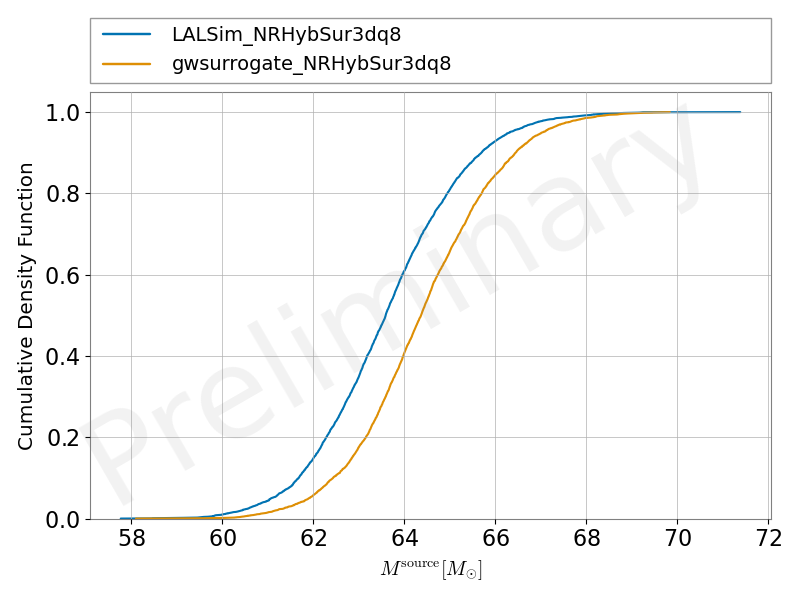 LALSim_NRHybSur3dq8
gwsurrogate_NRHybSur3dq8
1.0
0.8
0.6
0.4
0.2
0.0
Cumulative Density Function
Preliminary
58 60 62 64 66 68 70 72
M^source[M_⊙]